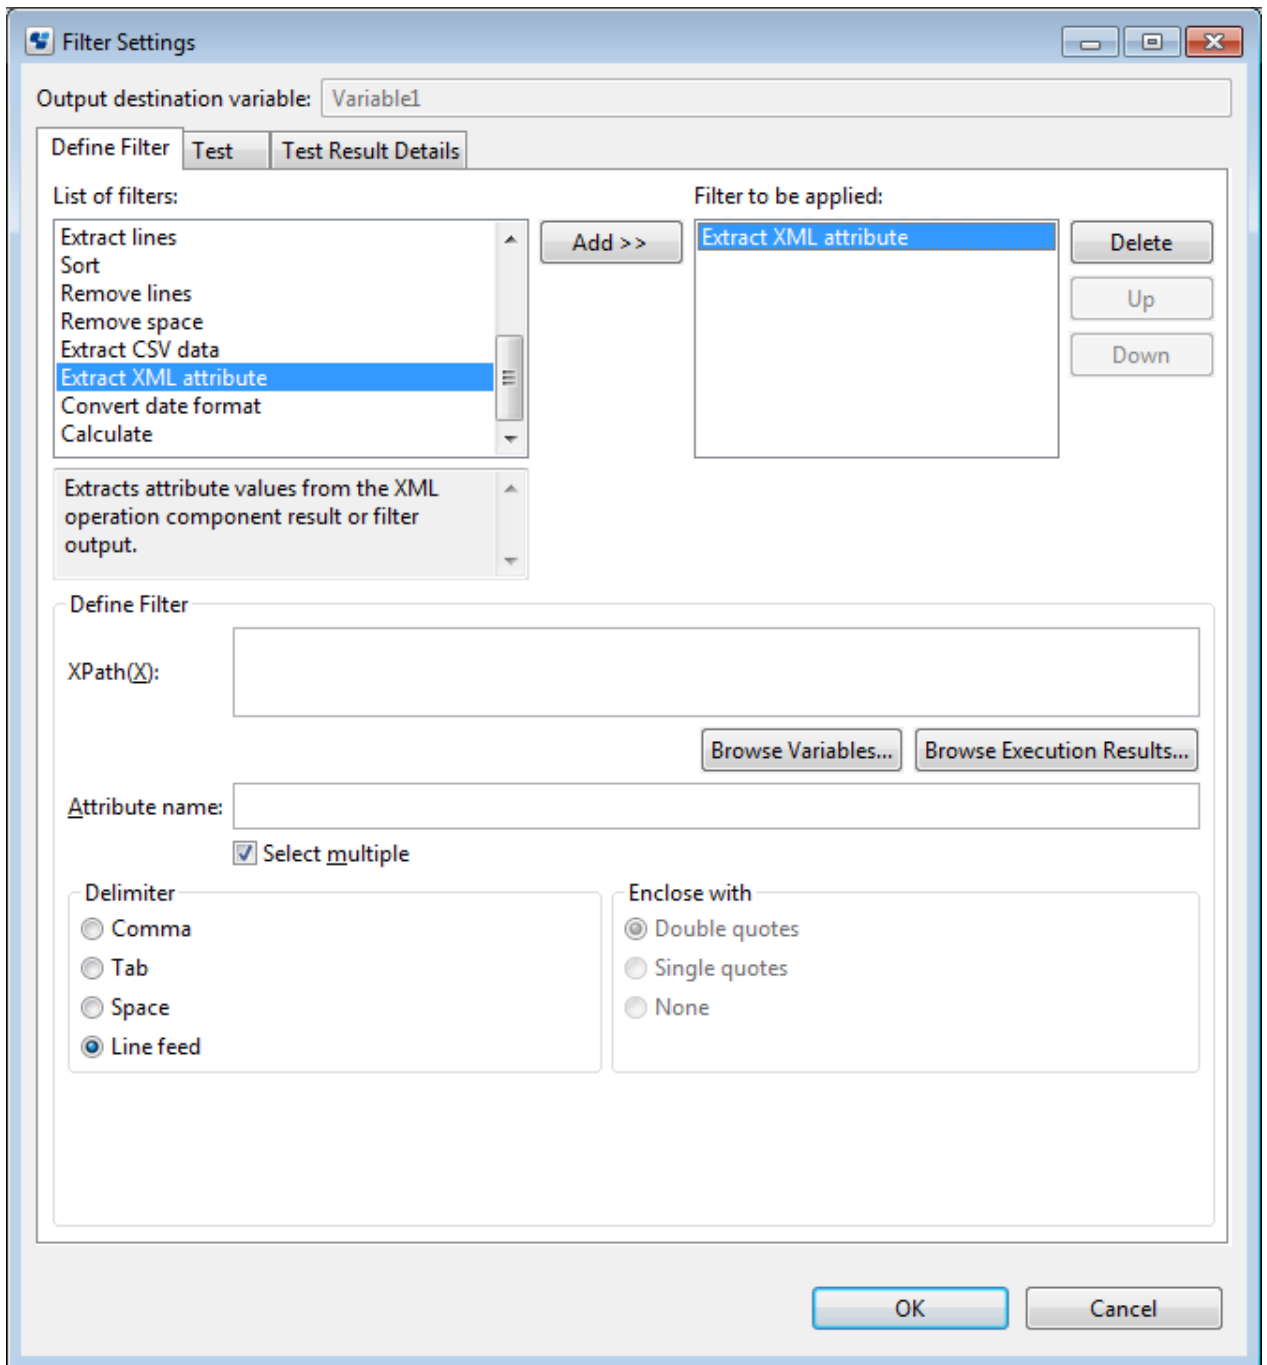 Filter Settings
Output destination variable: Variable1
Define Filter Test Test Result Details
List of filters: Filter to be applied:
Extract lines Add >> Extract XML attribute Delete
Sort
Remove lines Up
Remove space
Extract CSV data Down
Extract XML attribute
Convert date format
Calculate
Extracts attribute values from the XML
operation component result or filter
output.
Define Filter
XPath(X):
Browse Variables... Browse Execution Results...
Attribute name:
Select multiple
Delimiter Enclose with
Comma Double quotes
Tab Single quotes
Space None
Line feed
OK Cancel